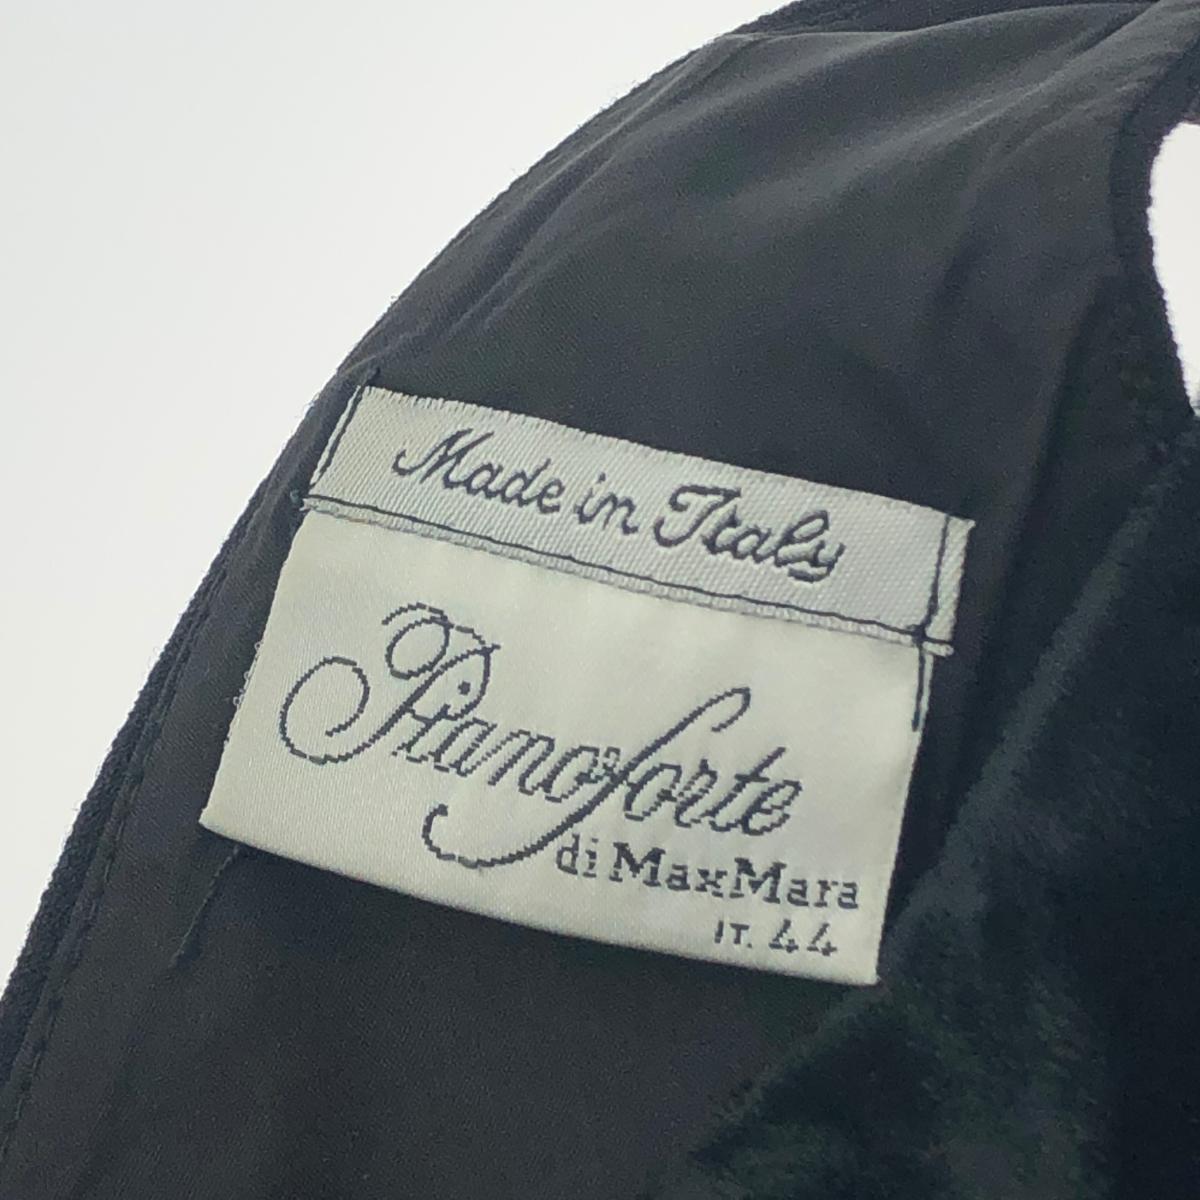 Made in Italy
Pianoforte
di MaxMara
IT. 44